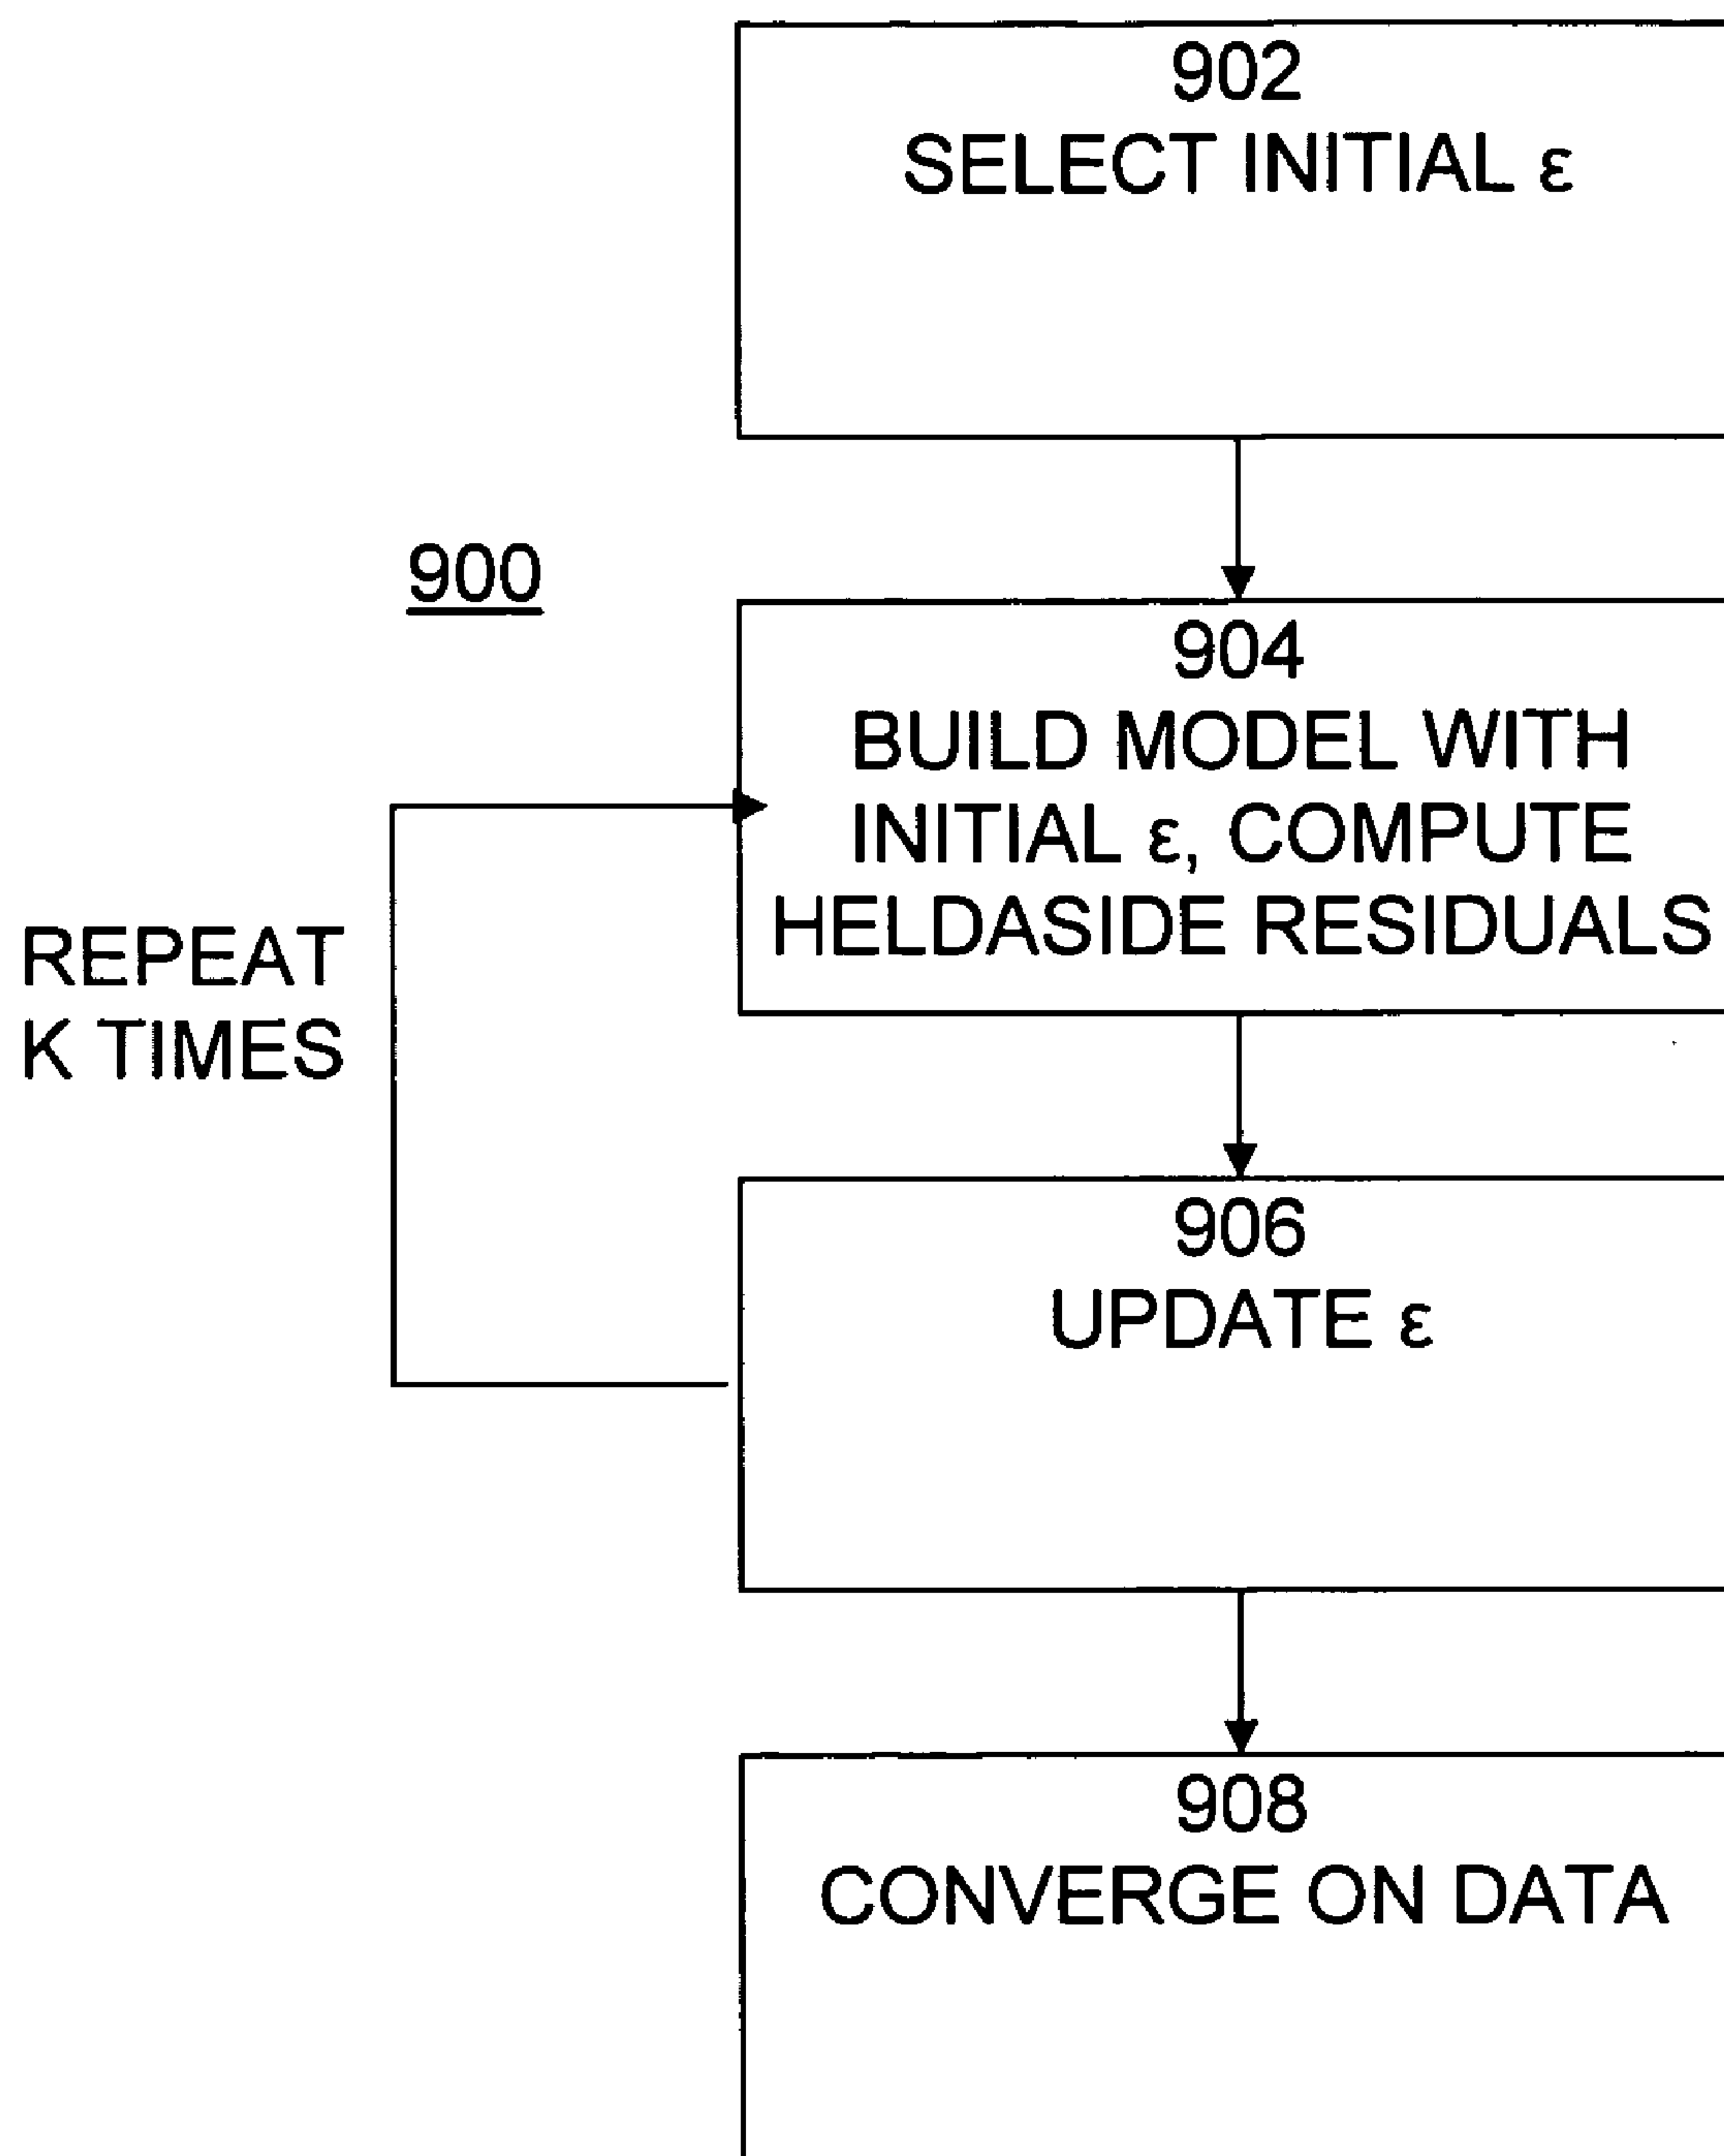 902
SELECT INITIAL ε
900
904
BUILD MODEL WITH
INITIAL ε, COMPUTE
HELDASIDE RESIDUALS
REPEAT
K TIMES
906
UPDATE ε
908
CONVERGE ON DATA